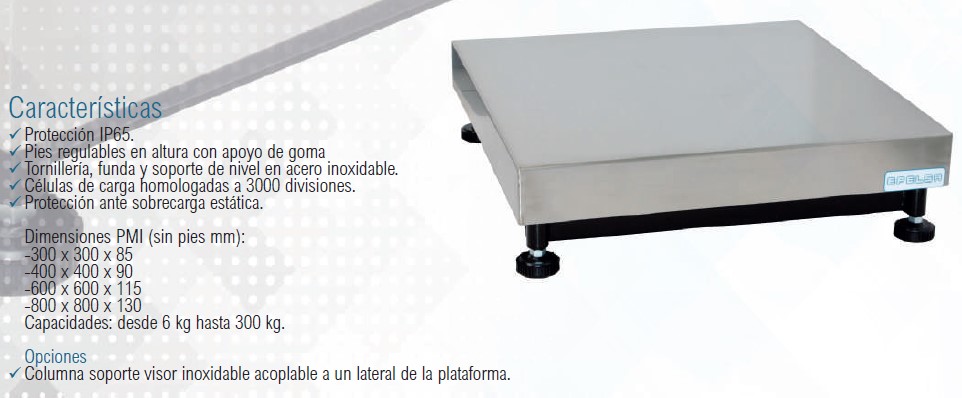 Características
✓ Protección IP65.
✓ Pies regulables en altura con apoyo de goma
✓ Tornillería, funda y soporte de nivel en acero inoxidable.
✓ Células de carga homologadas a 3000 divisiones.
✓ Protección ante sobrecarga estática.
Dimensiones PMI (sin pies mm):
-300 x 300 x 85
-400 x 400 x 90
-600 x 600 x 115
-800 x 800 x 130
Capacidades: desde 6 kg hasta 300 kg.
Opciones
✓ Columna soporte visor inoxidable acoplable a un lateral de la plataforma.
EPELSA